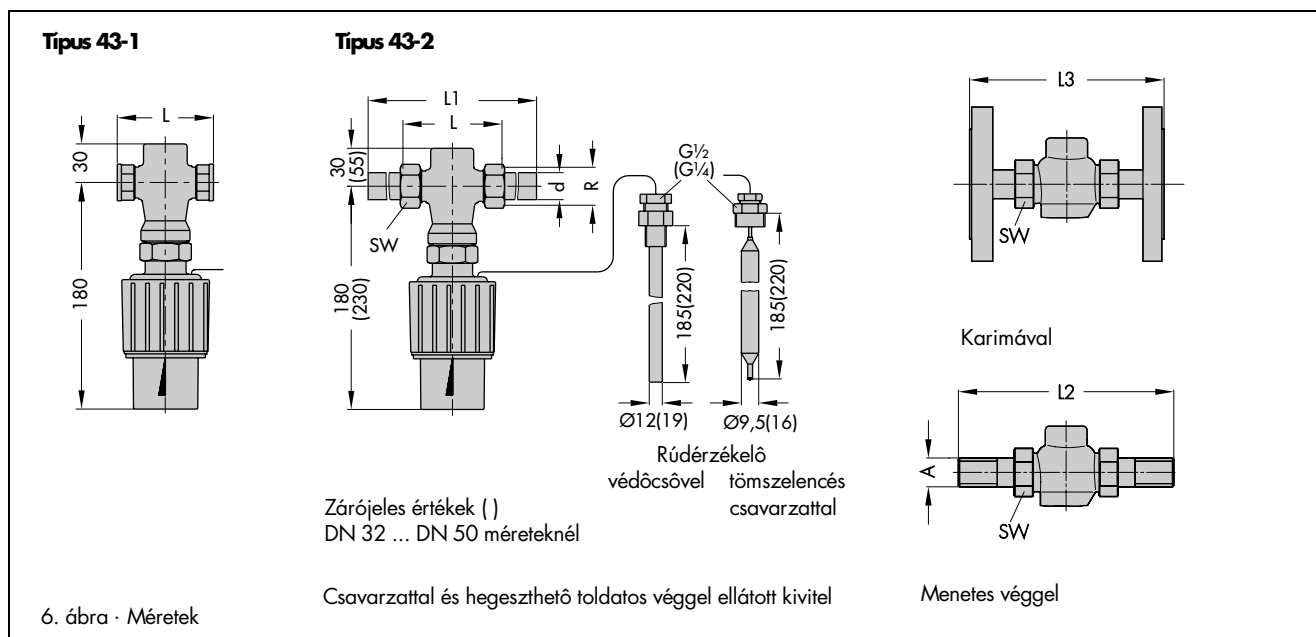 Típus 43-1
Típus 43-2
L
30
180
L1
L
30
(55)
d
R
SW
180
(230)
G½
(G¼)
185(220)
185(220)
Ø12(19)
Ø9,5(16)
Rúdérzékelô
védôcsôvel
tömszelencés
csavarzattal
Zárójeles értékek ( )
DN 32 ... DN 50 méreteknél
Csavarzattal és hegeszthetô toldatos véggel ellátott kivitel
L3
SW
Karimával
L2
A
SW
Menetes véggel
6. ábra · Méretek